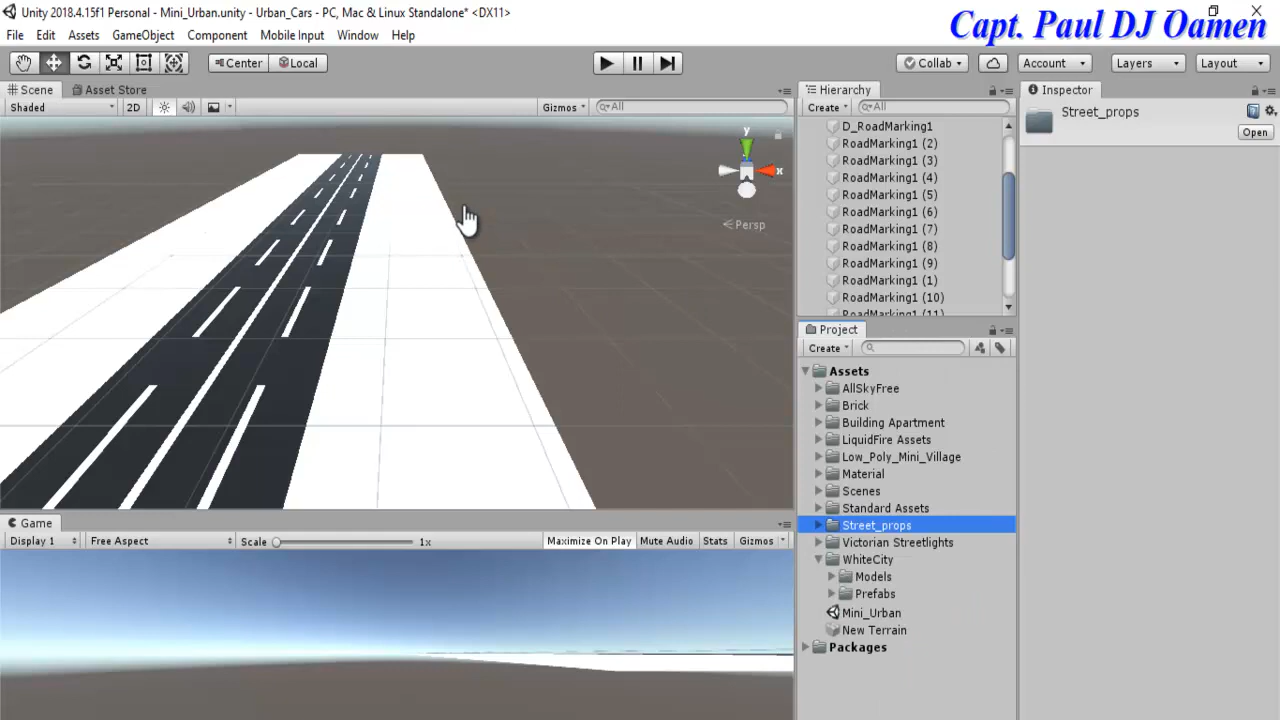 Unity 2018.4.15f1 Personal - Mini_Urban.unity - Urban_Cars - PC, Mac & Linux Standalone* <DX11>
Capt. Paul DJ Oamen
File Edit Assets GameObject Component Mobile Input Window Help
Center Local Collab Account Layers Layout
Scene Asset Store
Shaded 2D Gizmos All
y
x
Persp
Hierarchy
Create All
D_RoadMarking1
RoadMarking1 (2)
RoadMarking1 (3)
RoadMarking1 (4)
RoadMarking1 (5)
RoadMarking1 (6)
RoadMarking1 (7)
RoadMarking1 (8)
RoadMarking1 (9)
RoadMarking1 (1)
RoadMarking1 (10)
RoadMarking1 (11)
Inspector
Street_props
Open
Project
Create
Assets
AllSkyFree
Brick
Building Apartment
LiquidFire Assets
Low_Poly_Mini_Village
Material
Scenes
Standard Assets
Street_props
Victorian Streetlights
WhiteCity
Models
Prefabs
Mini_Urban
New Terrain
Packages
Game
Display 1 Free Aspect Scale 1x Maximize On Play Mute Audio Stats Gizmos